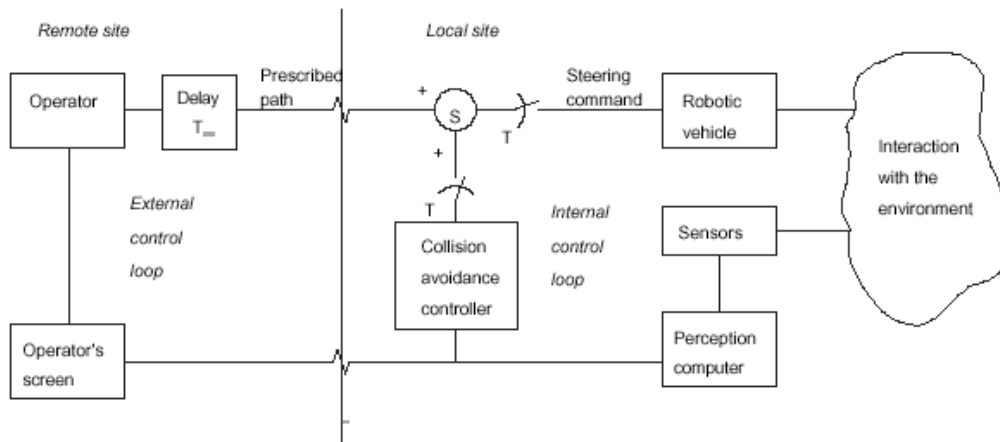 Remote site
Local site
Operator
Delay
T
Prescribed
path
+
S
+
T
Steering
command
Robotic
vehicle
Interaction
with the
environment
External
control
loop
T
Collision
avoidance
controller
Internal
control
loop
Sensors
Operator's
screen
Perception
computer